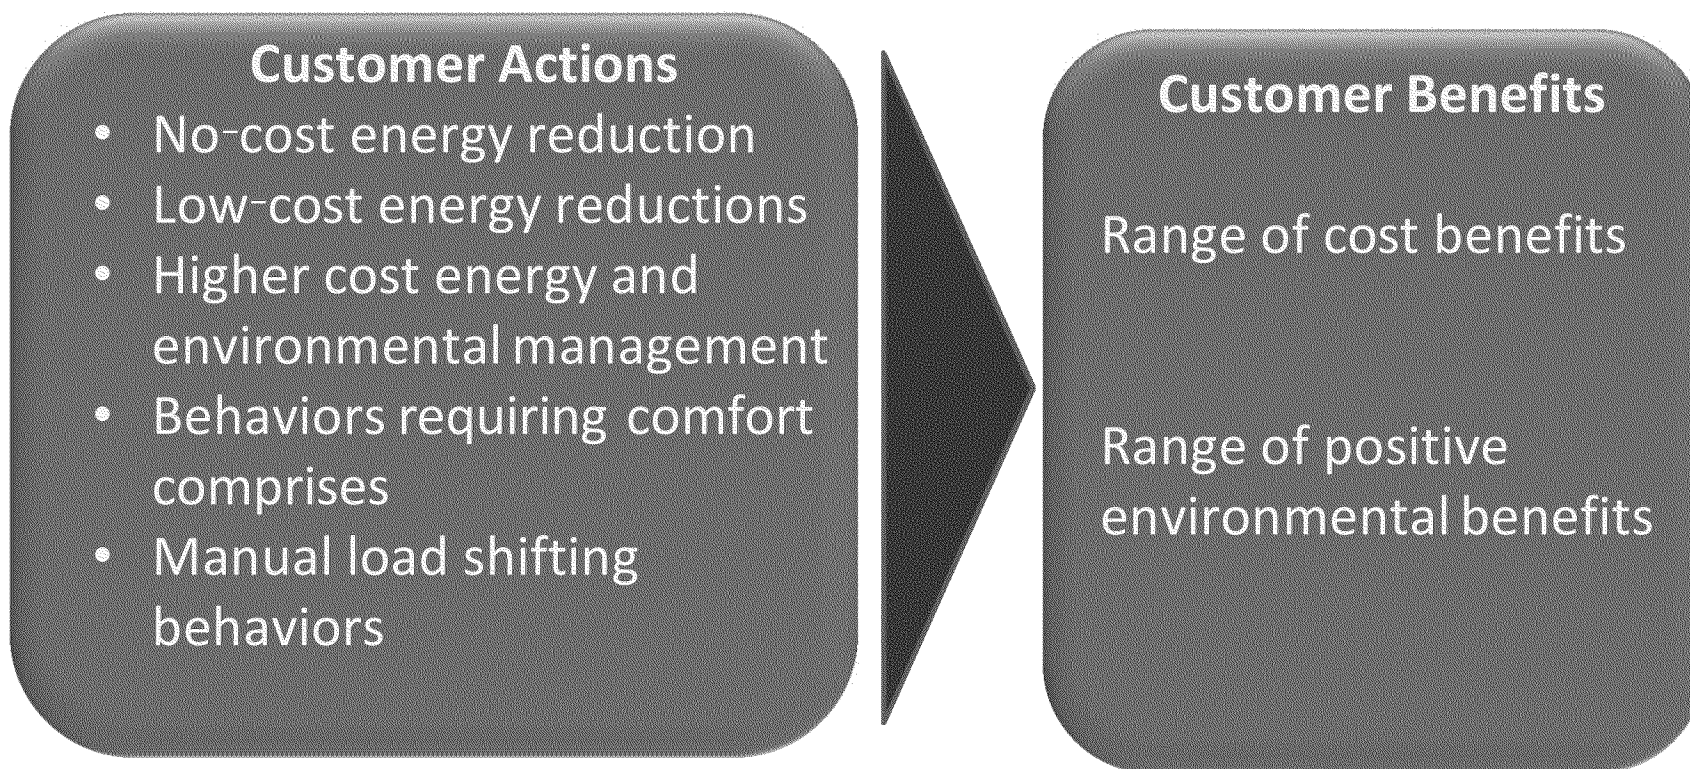 Customer Actions
• No-cost energy reduction
• Low-cost energy reductions
• Higher cost energy and
environmental management
• Behaviors requiring comfort
comprises
• Manual load shifting
behaviors
Customer Benefits
Range of cost benefits
Range of positive
environmental benefits